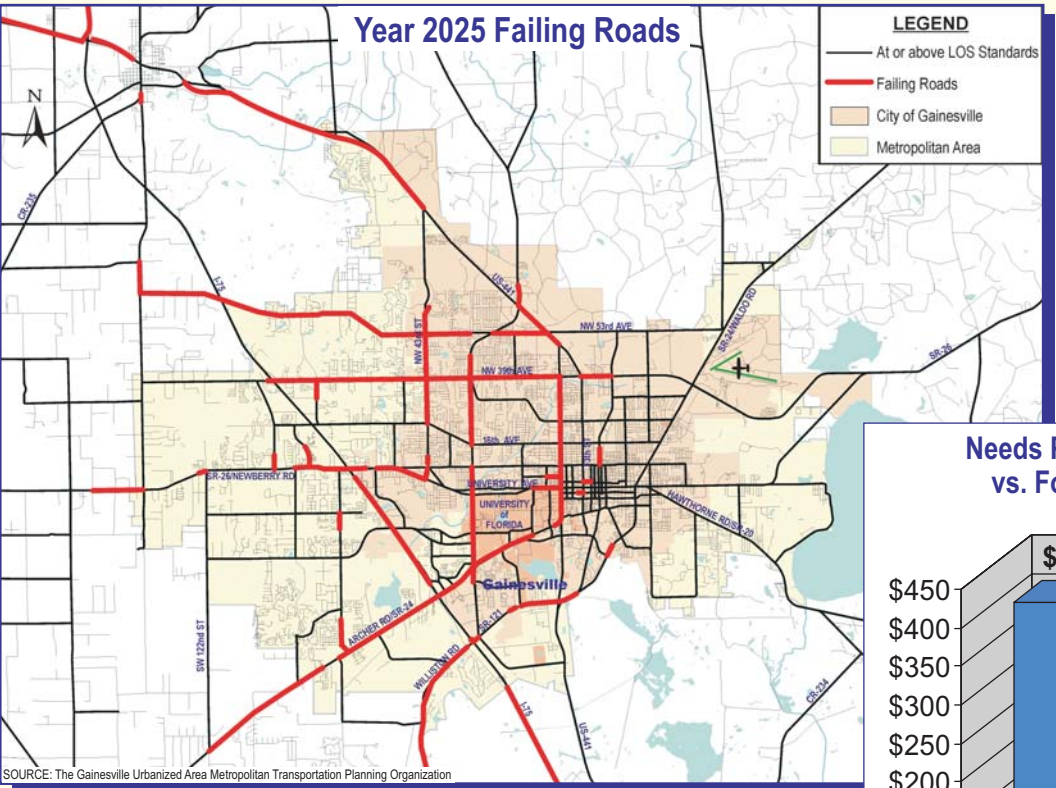 Year 2025 Failing Roads
LEGEND
At or above LOS Standards
Failing Roads
City of Gainesville
Metropolitan Area
N
CR-235
I-75
US-441
NW 53rd AVE
SR-24/WALDO RD
SR-26
NW 43rd ST
NW 39th AVE
16th AVE
SR-26/NEWBERRY RD
UNIVERSITY AVE
UNIVERSITY
of
FLORIDA
HAWTHORNE RD/SR-20
Gainesville
ARCHER RD/SR-24
SR-121
SW 122nd ST
WILLISTON RD
I-75
US-441
CR-234
SOURCE: The Gainesville Urbanized Area Metropolitan Transportation Planning Organization
Needs
vs. Fo
$
$450
$400
$350
$300
$250
$200